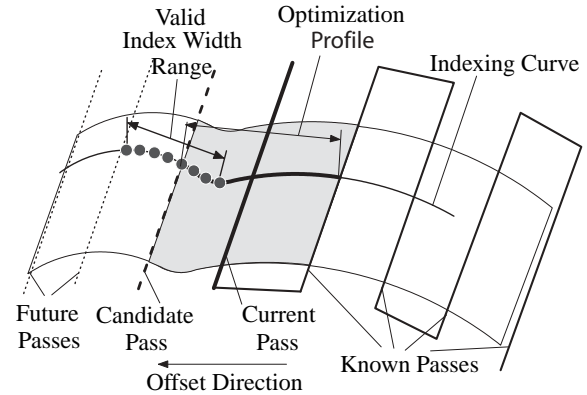 Valid
Index Width
Range
Optimization
Profile
Indexing Curve
Future
Passes
Candidate
Pass
Current
Pass
Known Passes
Offset Direction